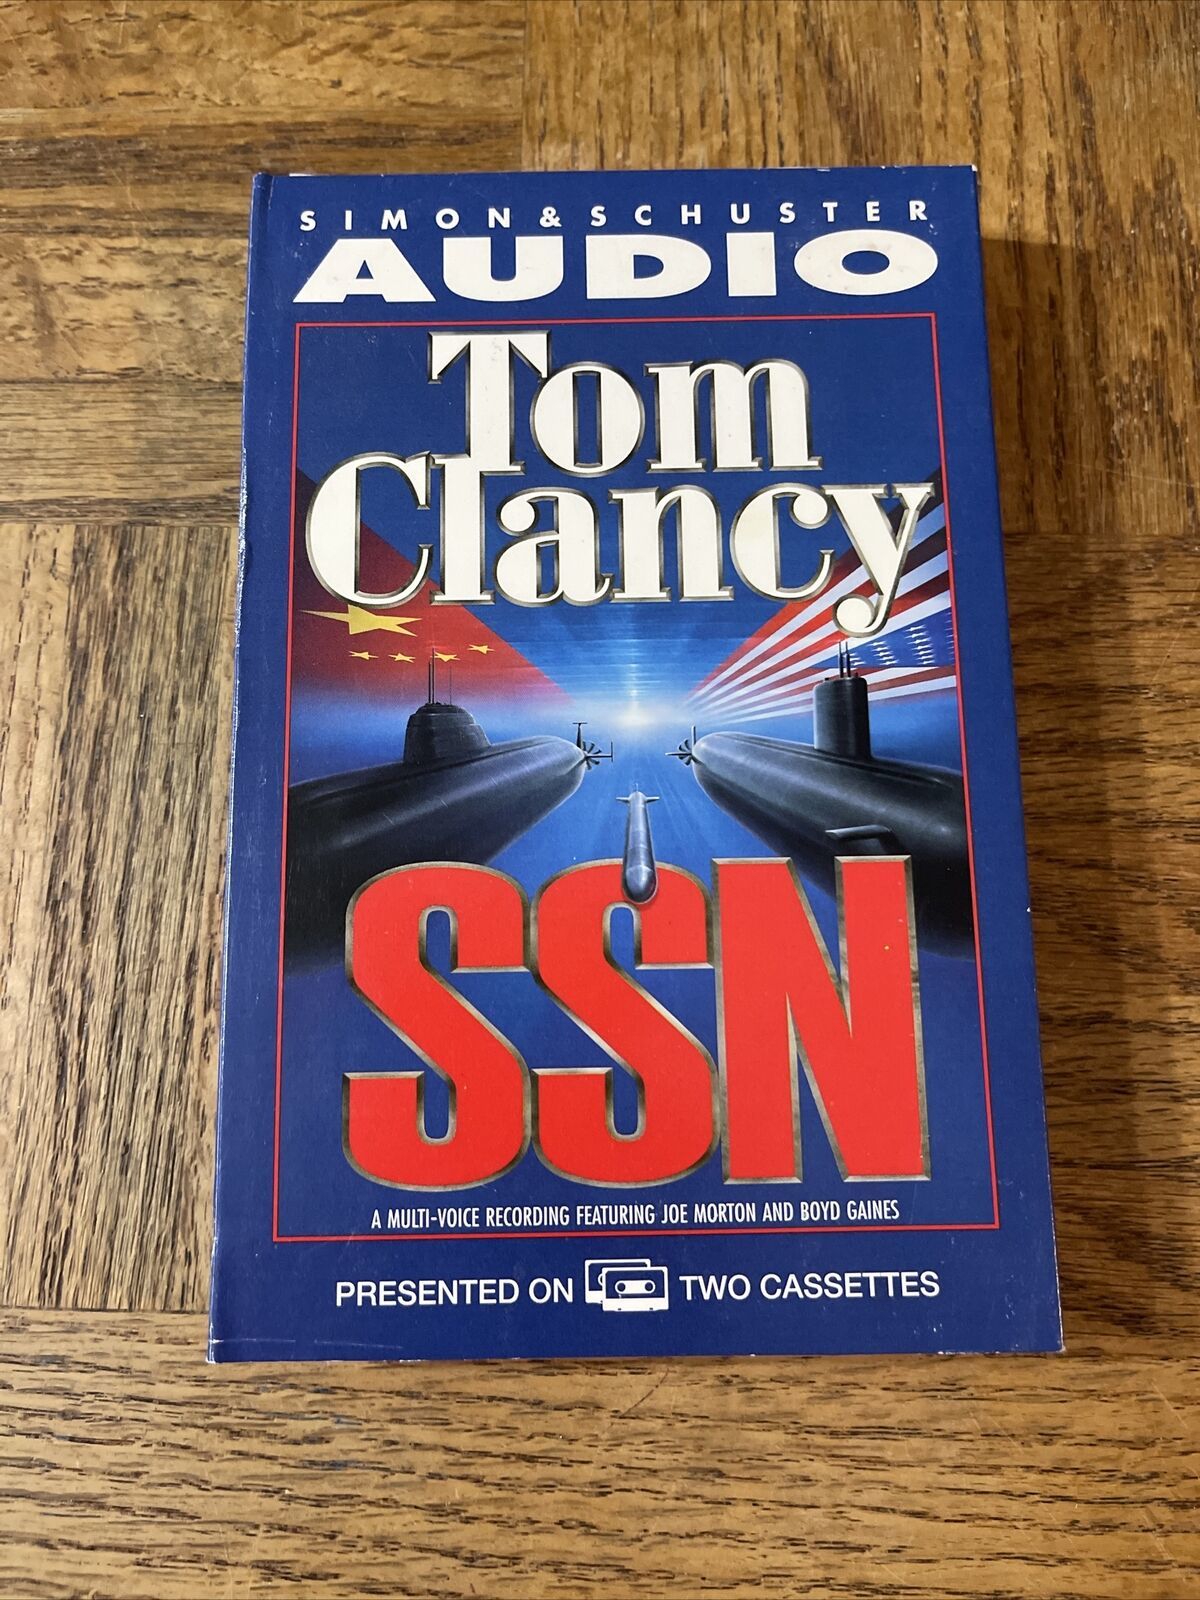 SIMON & SCHUSTER
AUDIO
Tom
Clancy
SSN
A MULTI-VOICE RECORDING FEATURING JOE MORTON AND BOYD GAINES
PRESENTED ON TWO CASSETTES